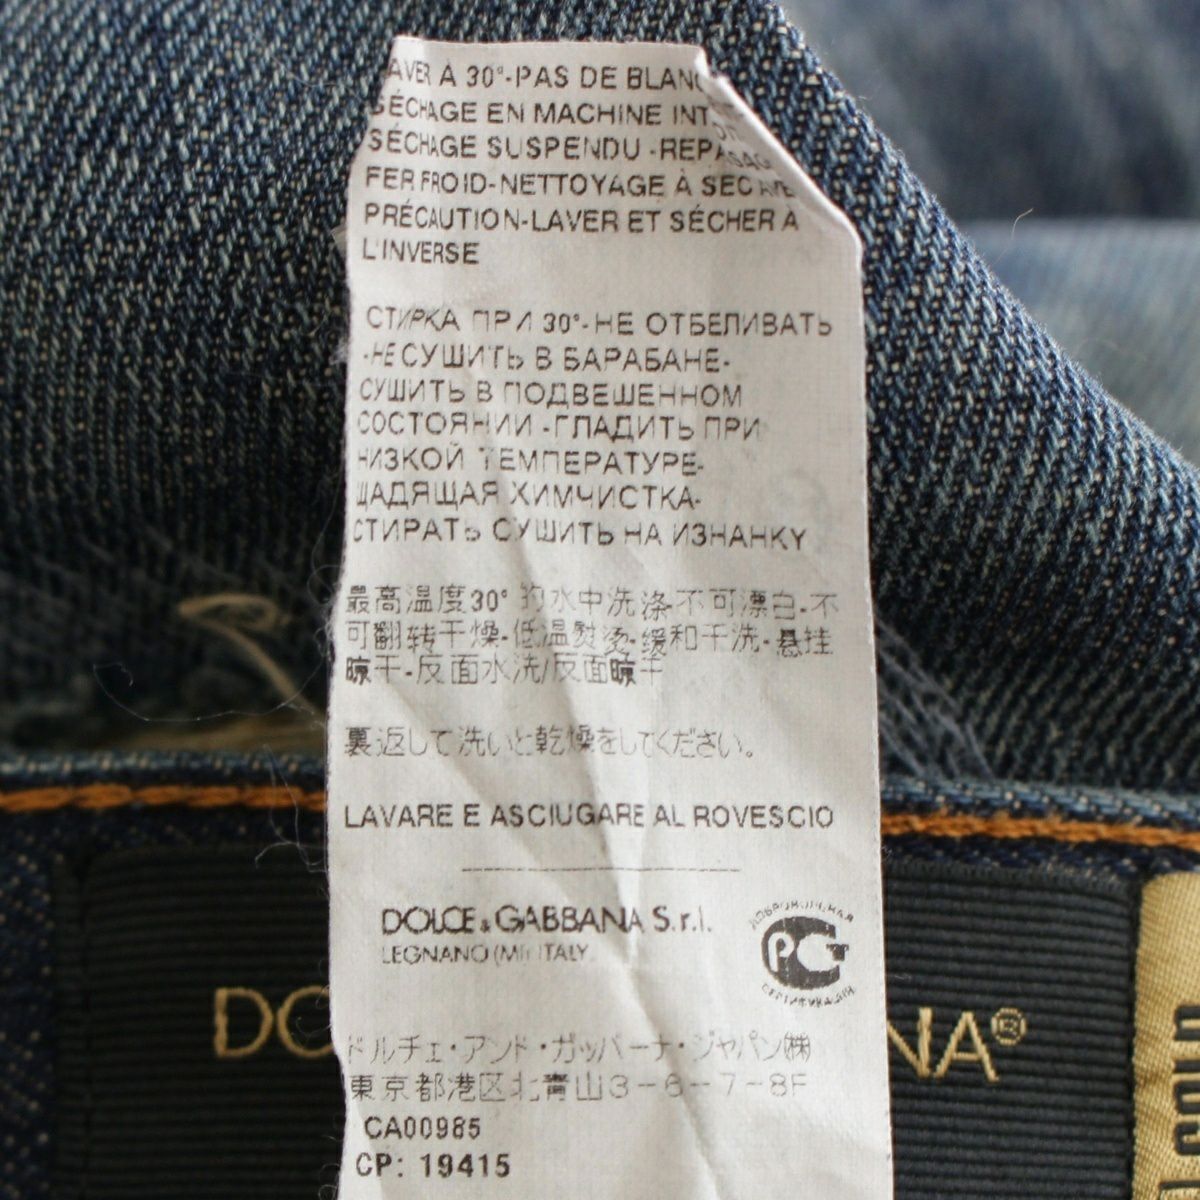 LAVER À 30°-PAS DE BLANC
SÉCHAGE EN MACHINE INT
SÉCHAGE SUSPENDU -REPASSAG
FER FROID-NETTOYAGE À SEC AVE
PRÉCAUTION-LAVER ET SÉCHER À
L'INVERSE
СТИРКА ПРИ 30°-НЕ ОТБЕЛИВАТЬ
-НЕ СУШИТЬ В БАРАБАНЕ-
СУШИТЬ В ПОДВЕШЕННОМ
СОСТОЯНИИ -ГЛАДИТЬ ПРИ
НИЗКОЙ ТЕМПЕРАТУРЕ-
ЩАДЯЩАЯ ХИМЧИСТКА-
СТИРАТЬ СУШИТЬ НА ИЗНАНКУ
最高温度30° 的水中洗涤-不可漂白-不
可翻转干燥-低温熨烫-缓和干洗-悬挂
晾干-反面水洗/反面晾干
裏返して洗いと乾燥をしてください。
LAVARE E ASCIUGARE AL ROVESCIO
DOLCE & GABBANA S.r.l.
LEGNANO (MI) ITALY
ДОБРОВОЛЬНАЯ
РСТ
СЕРТИФИКАЦИЯ
ドルチェ・アンド・ガッバーナ・ジャパン㈱
東京都港区北青山3-6-7-8F
CA00985
CP: 19415
DO NA®
GOLD